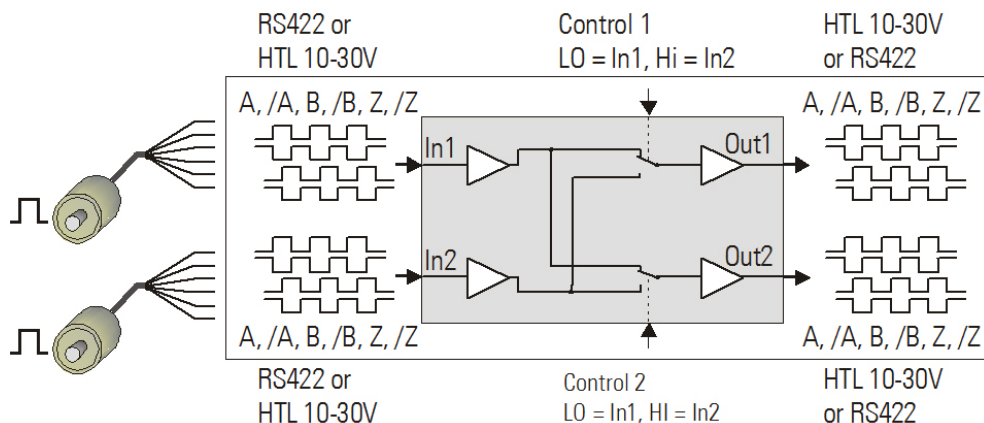 RS422 or
HTL 10-30V
Control 1
LO = In1, Hi = In2
HTL 10-30V
or RS422
A, /A, B, /B, Z, /Z
A, /A, B, /B, Z, /Z
In1
Out1
In2
Out2
A, /A, B, /B, Z, /Z
A, /A, B, /B, Z, /Z
RS422 or
HTL 10-30V
Control 2
LO = In1, HI = In2
HTL 10-30V
or RS422